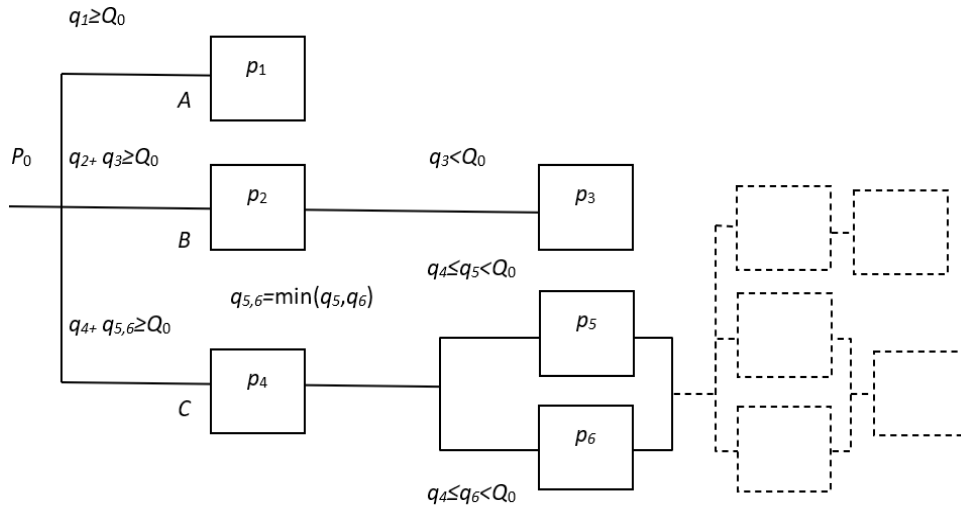 q₁≥Q₀
p₁
A
P₀
q₂₊ q₃≥Q₀
q₃<Q₀
p₂
p₃
B
q₄≤q₅<Q₀
q₅,₆=min(q₅,q₆)
q₄₊ q₅,₆≥Q₀
p₅
p₄
C
p₆
q₄≤q₆<Q₀